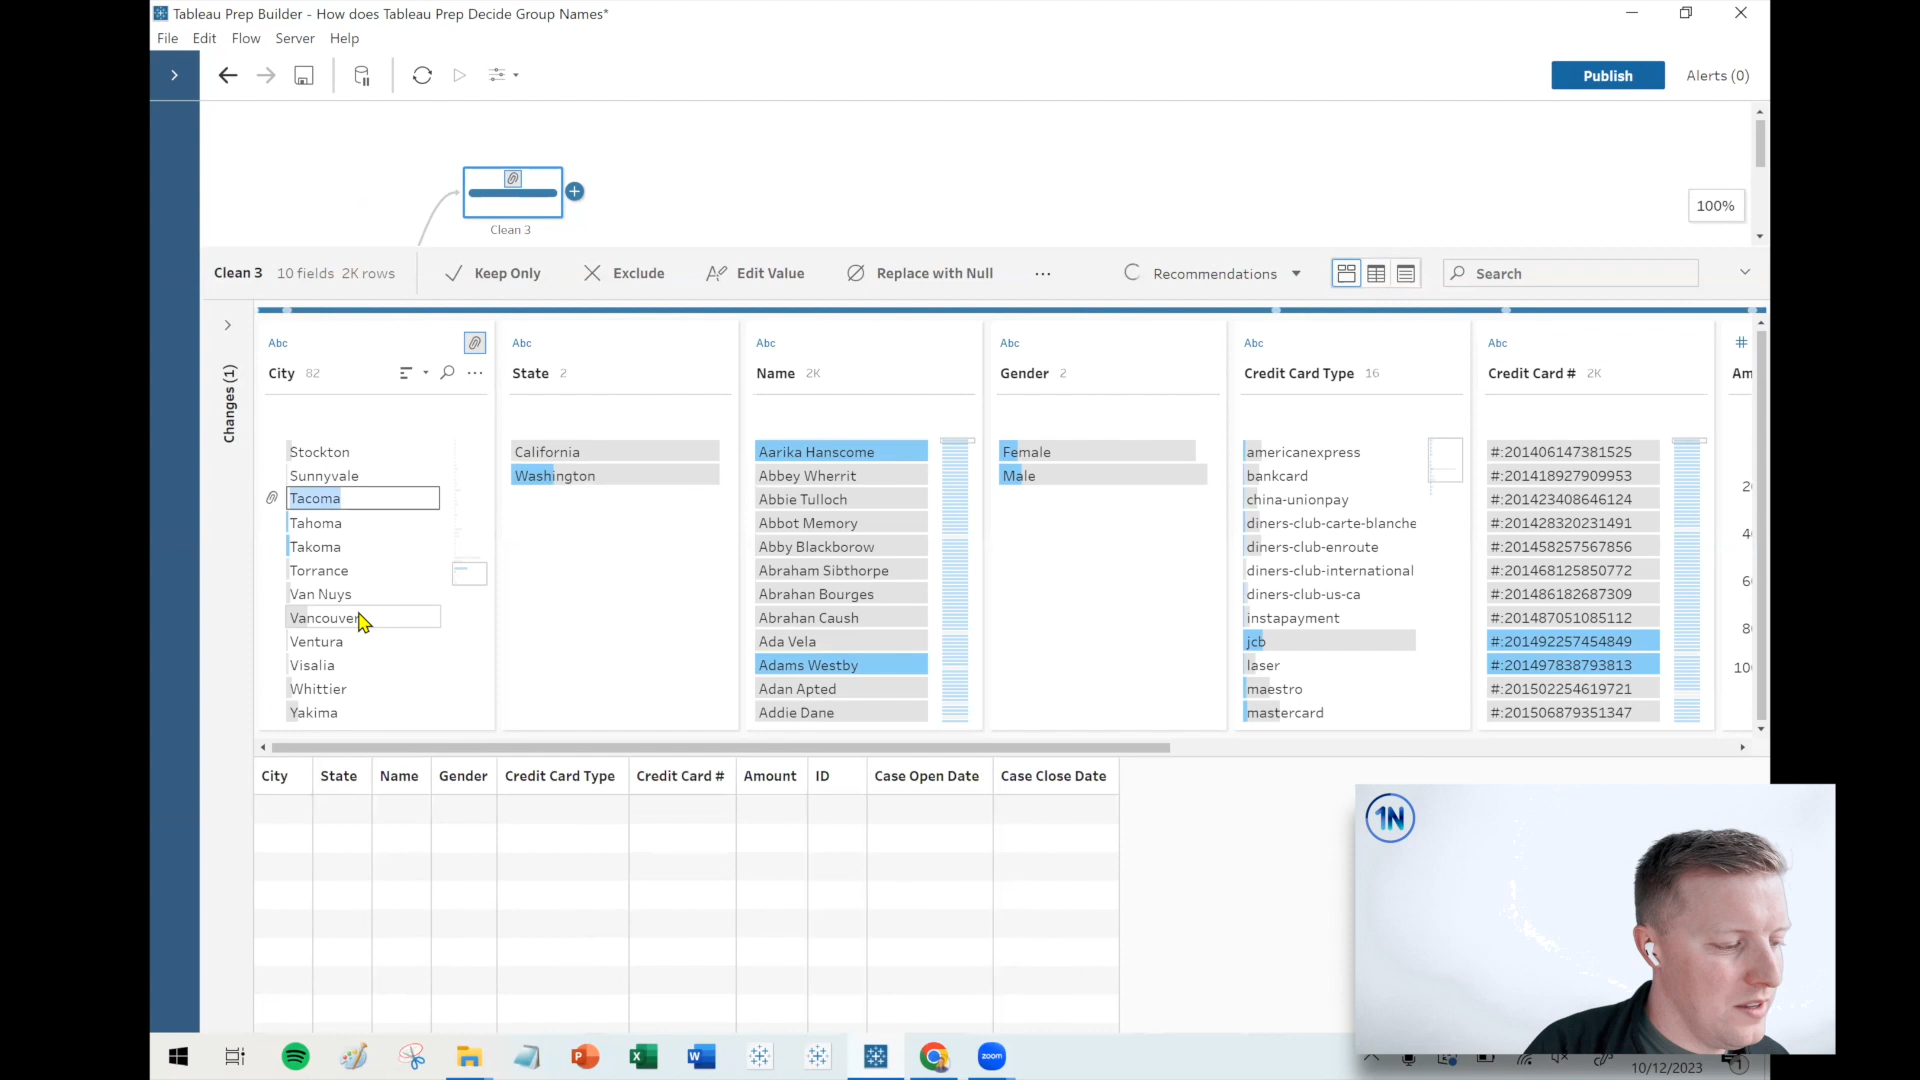 Tableau Prep Builder - How does Tableau Prep Decide Group Names*
File Edit Flow Server Help
Publish Alerts (0)
100%
Clean 3
Clean 3 10 fields 2K rows Keep Only Exclude Edit Value Replace with Null ... Recommendations Search
Changes (1)
Abc
City 82
Stockton
Sunnyvale
Tacoma
Tahoma
Takoma
Torrance
Van Nuys
Vancouver
Ventura
Visalia
Whittier
Yakima
Abc
State 2
California
Washington
Abc
Name 2K
Aarika Hanscome
Abbey Wherrit
Abbie Tulloch
Abbot Memory
Abby Blackborow
Abraham Sibthorpe
Abrahan Bourges
Abrahan Caush
Ada Vela
Adams Westby
Adan Apted
Addie Dane
Abc
Gender 2
Female
Male
Abc
Credit Card Type 16
americanexpress
bankcard
china-unionpay
diners-club-carte-blanche
diners-club-enroute
diners-club-international
diners-club-us-ca
instapayment
jcb
laser
maestro
mastercard
Abc
Credit Card # 2K
#:201406147381525
#:201418927909953
#:201423408646124
#:201428320231491
#:201458257567856
#:201468125850772
#:201486182687309
#:201487051085112
#:201492257454849
#:201497838793813
#:201502254619721
#:201506879351347
#
Am
2
4
6
8
10
City State Name Gender Credit Card Type Credit Card # Amount ID Case Open Date Case Close Date
1N
zoom
10/12/2023
1